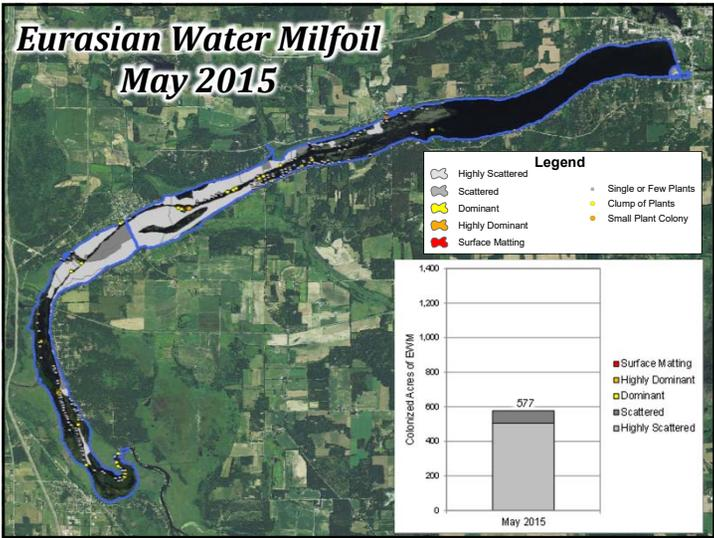 Eurasian Water Milfoil
May 2015
Legend
Highly Scattered
Scattered
Dominant
Highly Dominant
Surface Matting
Single or Few Plants
Clump of Plants
Small Plant Colony
1,400
1,200
1,000
800
600
400
200
0
Colonized Acres of EWM
577
May 2015
Surface Matting
Highly Dominant
Dominant
Scattered
Highly Scattered